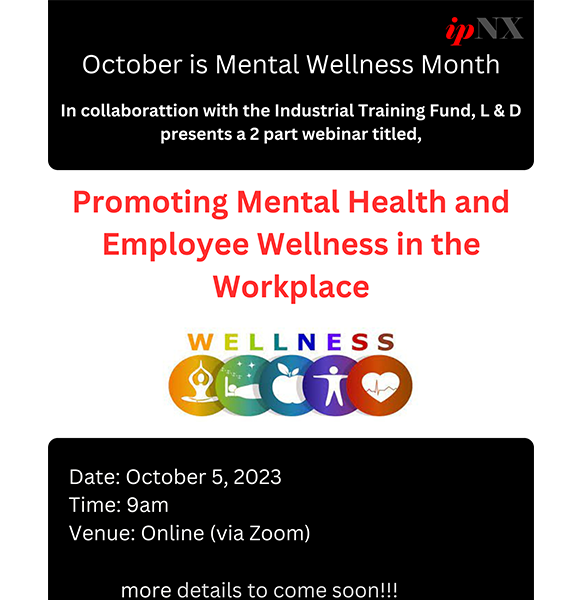 ipNX
October is Mental Wellness Month
In collaborattion with the Industrial Training Fund, L & D
presents a 2 part webinar titled,
Promoting Mental Health and
Employee Wellness in the
Workplace
WELLNESS
Date: October 5, 2023
Time: 9am
Venue: Online (via Zoom)
more details to come soon!!!